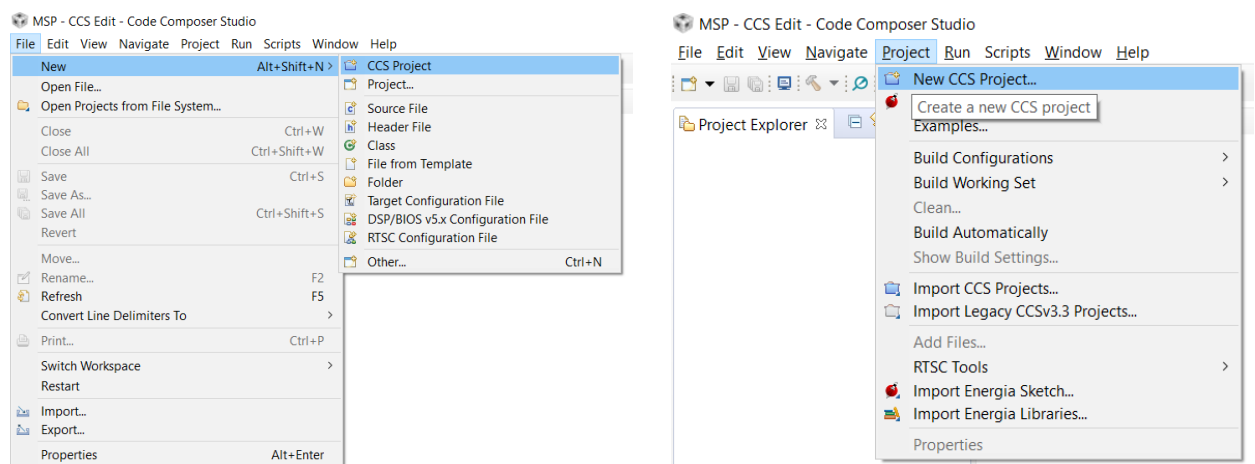 MSP - CCS Edit - Code Composer Studio
File Edit View Navigate Project Run Scripts Window Help
New Alt+Shift+N >
Open File...
Open Projects from File System...
Close Ctrl+W
Close All Ctrl+Shift+W
Save Ctrl+S
Save As...
Save All Ctrl+Shift+S
Revert
Move...
Rename... F2
Refresh F5
Convert Line Delimiters To >
Print... Ctrl+P
Switch Workspace >
Restart
Import...
Export...
Properties Alt+Enter
CCS Project
Project...
Source File
Header File
Class
File from Template
Folder
Target Configuration File
DSP/BIOS v5.x Configuration File
RTSC Configuration File
Other... Ctrl+N
MSP - CCS Edit - Code Composer Studio
File Edit View Navigate Project Run Scripts Window Help
Project Explorer
New CCS Project...
Create a new CCS project
Examples...
Build Configurations >
Build Working Set >
Clean...
Build Automatically
Show Build Settings...
Import CCS Projects...
Import Legacy CCSv3.3 Projects...
Add Files...
RTSC Tools >
Import Energia Sketch...
Import Energia Libraries...
Properties